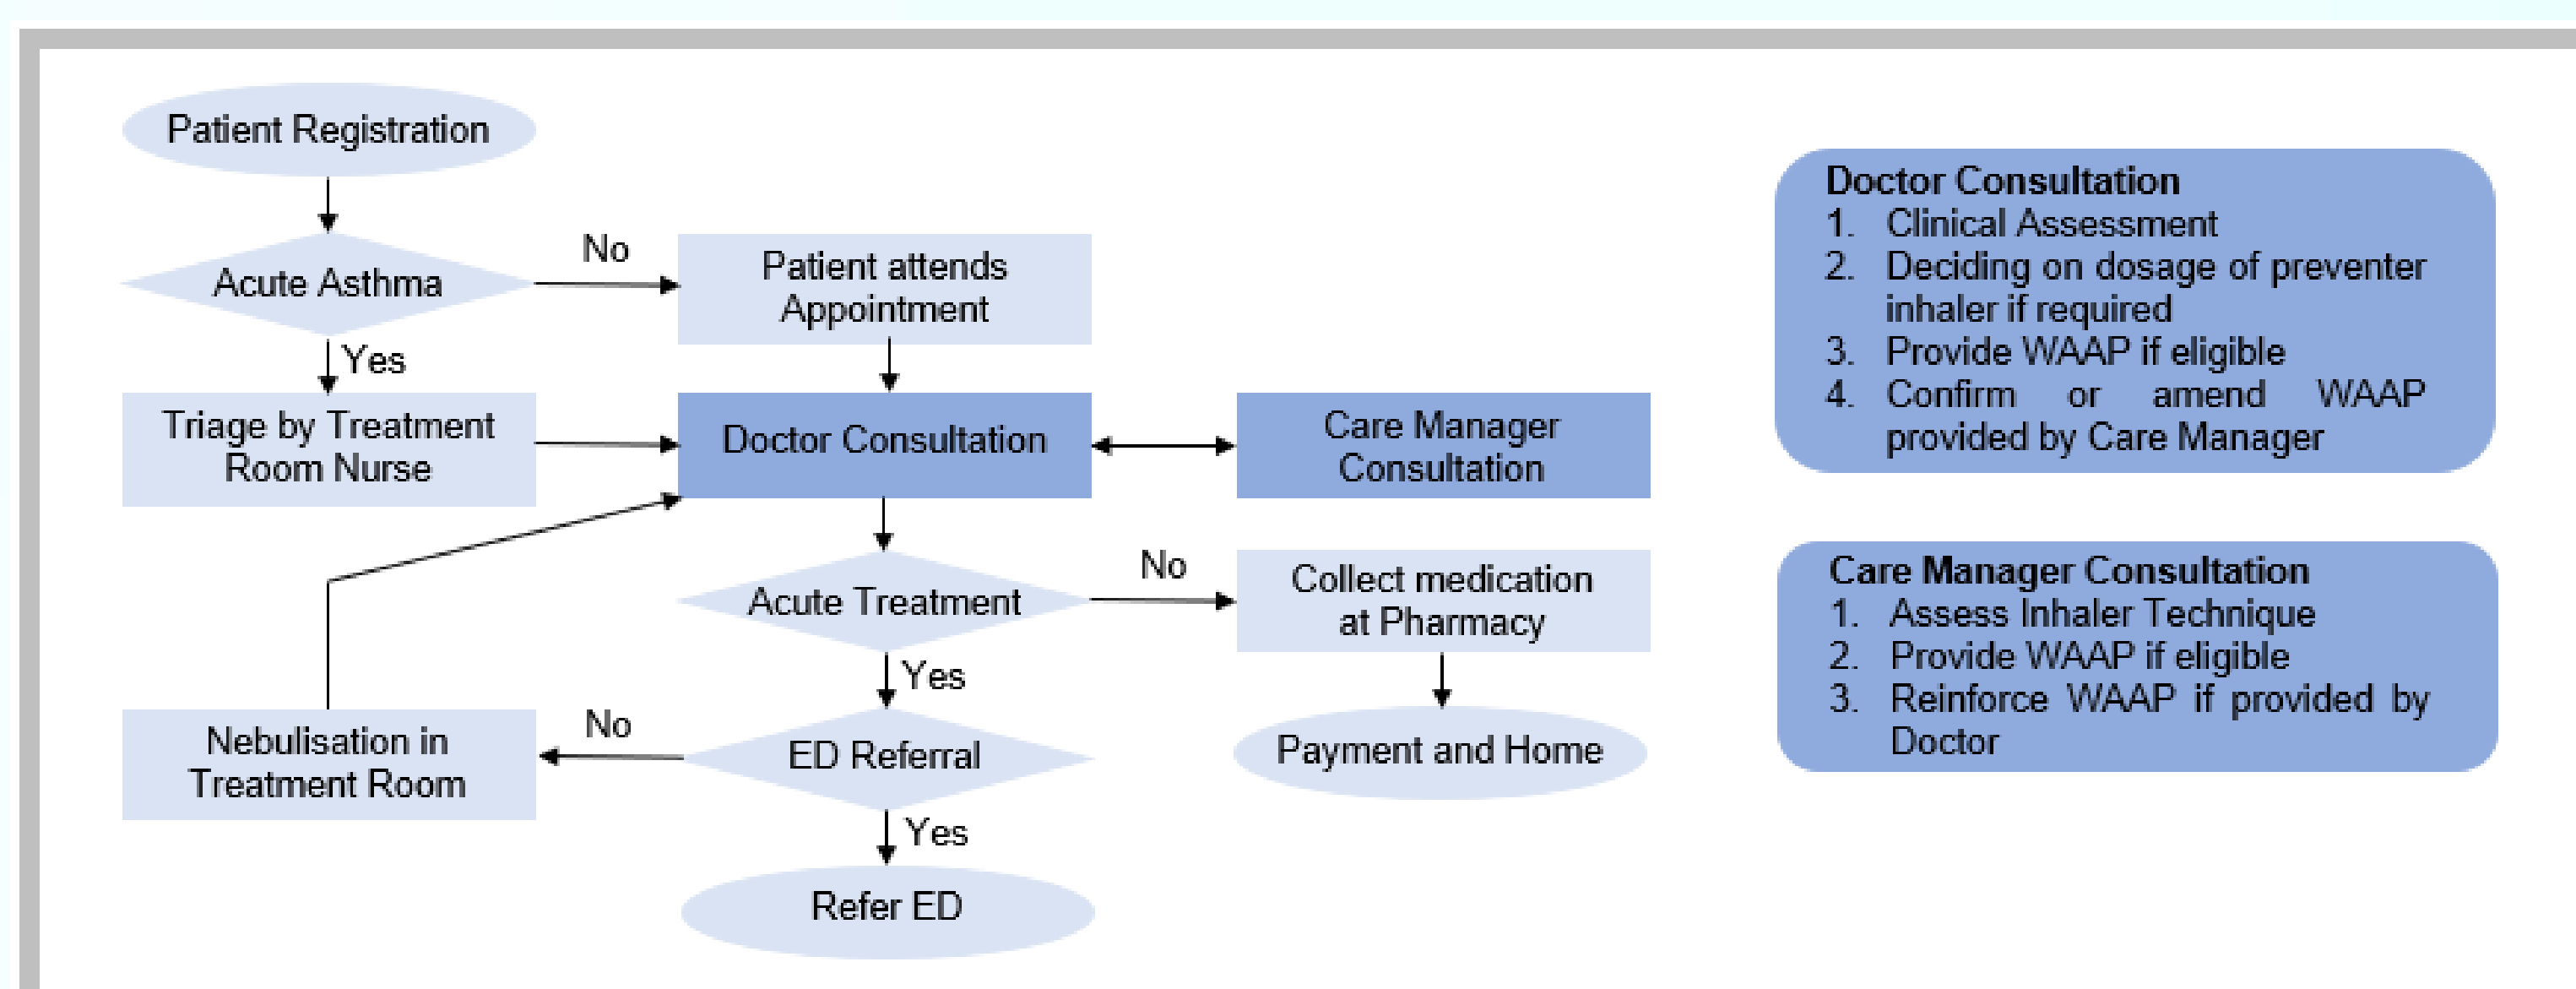 Patient Registration
Acute Asthma
No
Patient attends
Appointment
Yes
Triage by Treatment
Room Nurse
Doctor Consultation
Care Manager
Consultation
Acute Treatment
No
Collect medication
at Pharmacy
Yes
Nebulisation in
Treatment Room
No
ED Referral
Payment and Home
Yes
Refer ED
Doctor Consultation
1. Clinical Assessment
2. Deciding on dosage of preventer
inhaler if required
3. Provide WAAP if eligible
4. Confirm or amend WAAP
provided by Care Manager
Care Manager Consultation
1. Assess Inhaler Technique
2. Provide WAAP if eligible
3. Reinforce WAAP if provided by
Doctor